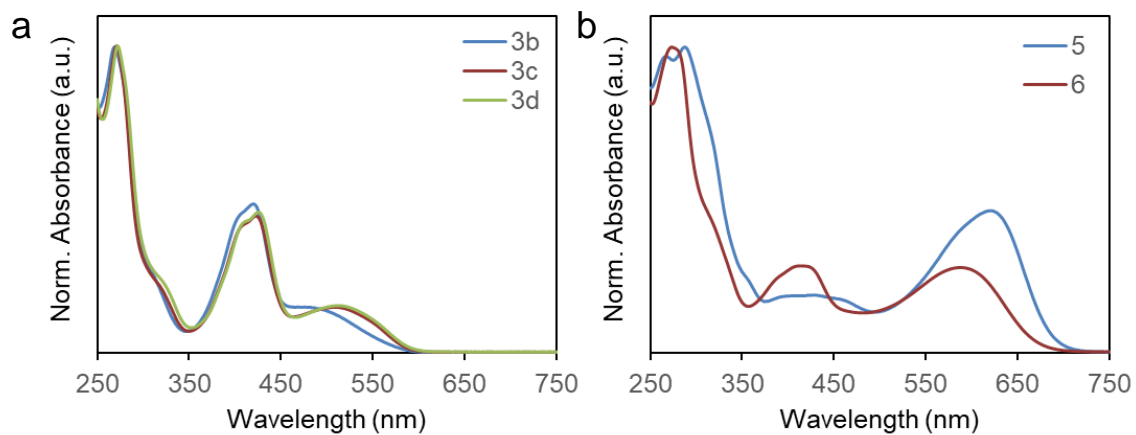 a
Norm. Absorbance (a.u.)
3b
3c
3d
250 350 450 550 650 750
Wavelength (nm)
b
Norm. Absorbance (a.u.)
5
6
250 350 450 550 650 750
Wavelength (nm)